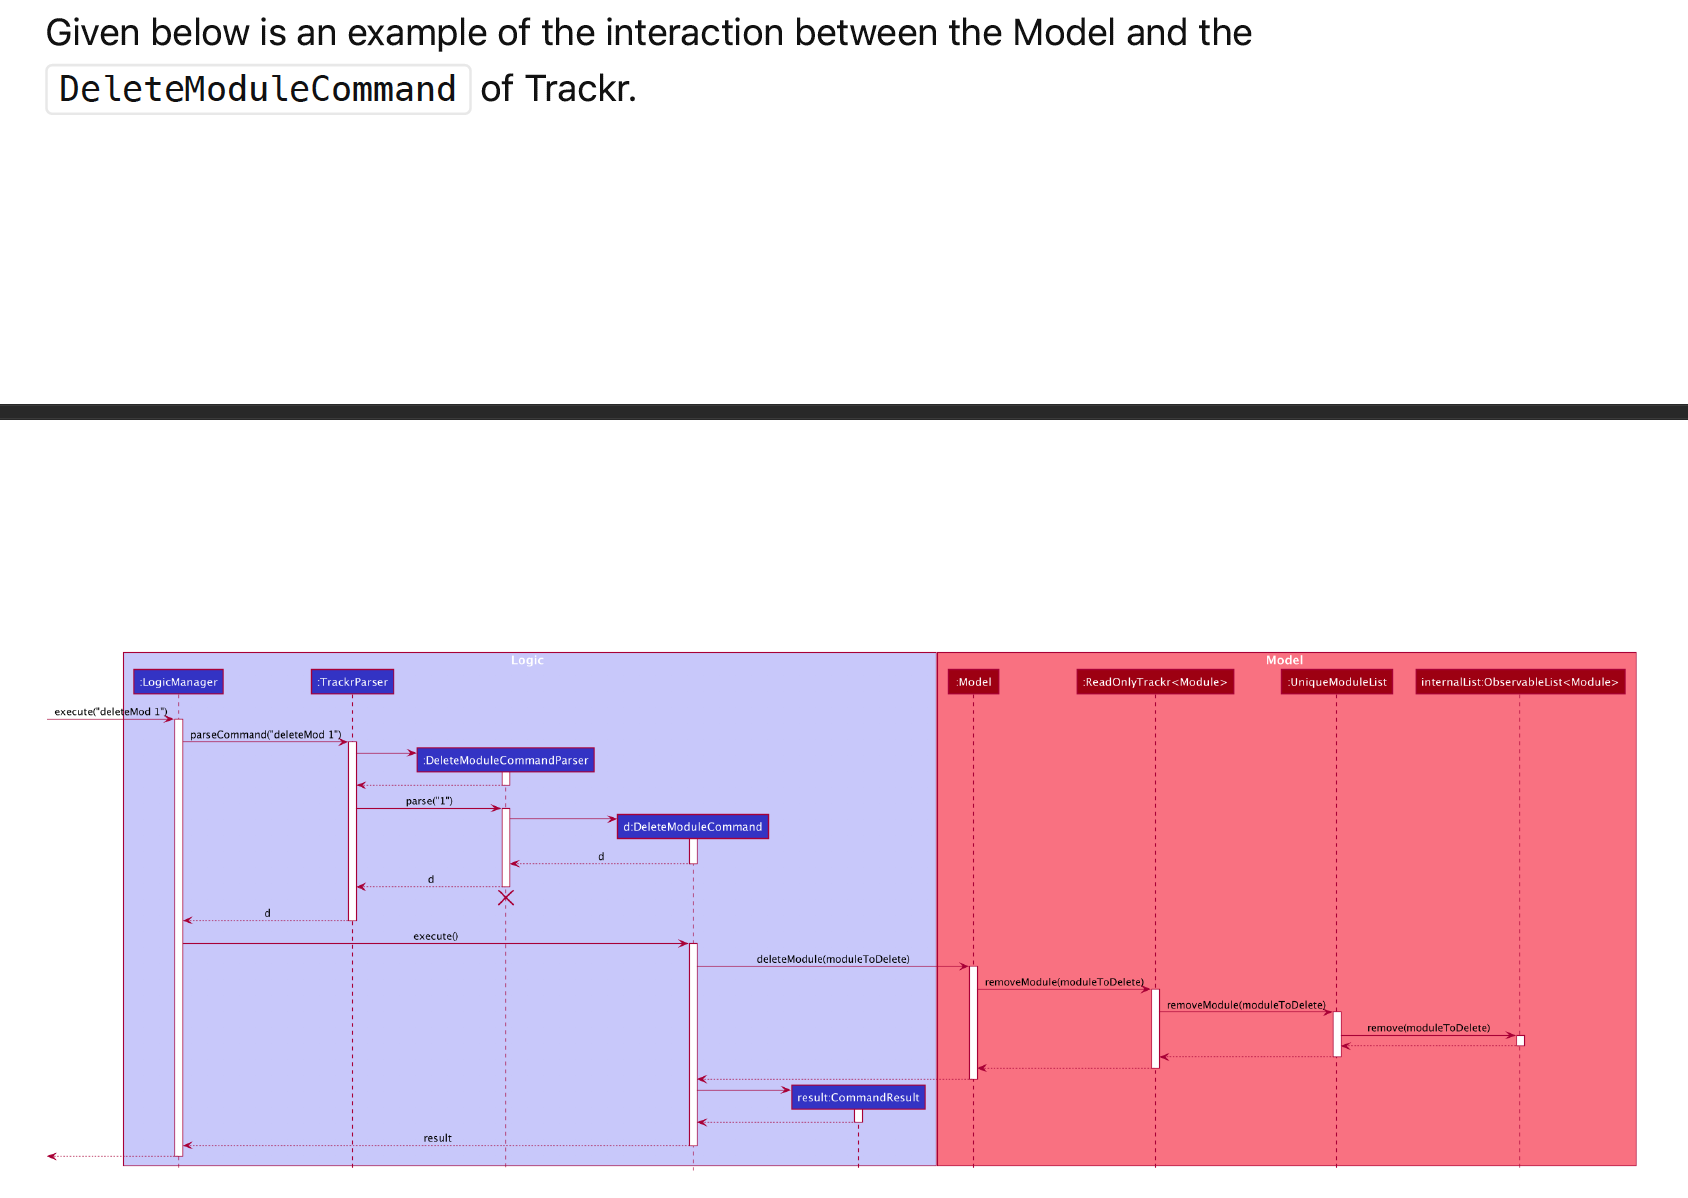 Given below is an example of the interaction between the Model and the
DeleteModuleCommand of Trackr.
Logic
Model
:LogicManager
:TrackrParser
:Model
:ReadOnlyTrackr<Module>
:UniqueModuleList
internalList:ObservableList<Module>
execute("deleteMod 1")
parseCommand("deleteMod 1")
:DeleteModuleCommandParser
parse("1")
d:DeleteModuleCommand
d
d
d
execute()
deleteModule(moduleToDelete)
removeModule(moduleToDelete)
removeModule(moduleToDelete)
remove(moduleToDelete)
result:CommandResult
result